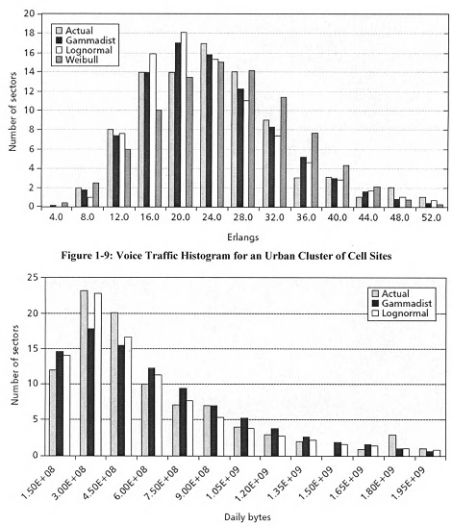 20
18
16
14
12
10
8
6
4
2
0
Number of sectors
Actual
Gammadist
Lognormal
Weibull
4.0 8.0 12.0 16.0 20.0 24.0 28.0 32.0 36.0 40.0 44.0 48.0 52.0
Erlangs
Figure 1-9: Voice Traffic Histogram for an Urban Cluster of Cell Sites
25
20
15
10
5
0
Number of sectors
Actual
Gammadist
Lognormal
1.50E+08 3.00E+08 4.50E+08 6.00E+08 7.50E+08 9.00E+08 1.05E+09 1.20E+09 1.35E+09 1.50E+09 1.65E+09 1.80E+09 1.95E+09
Daily bytes